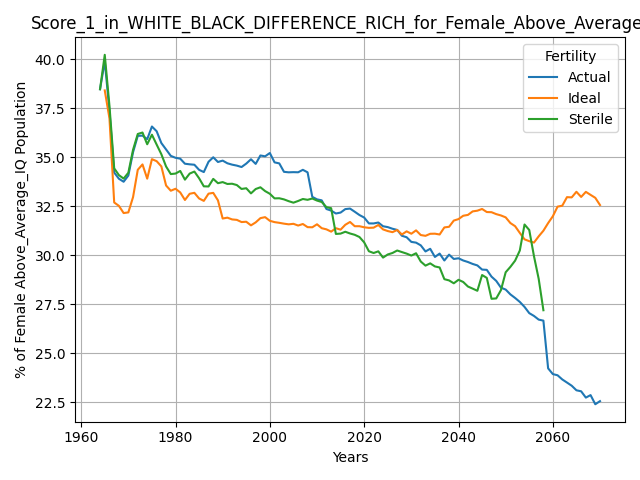 Score_1_in_WHITE_BLACK_DIFFERENCE_RICH_for_Female_Above_Average
Fertility
Actual
Ideal
Sterile
40.0
37.5
35.0
32.5
30.0
27.5
25.0
22.5
% of Female Above_Average_IQ Population
1960
1980
2000
2020
2040
2060
Years